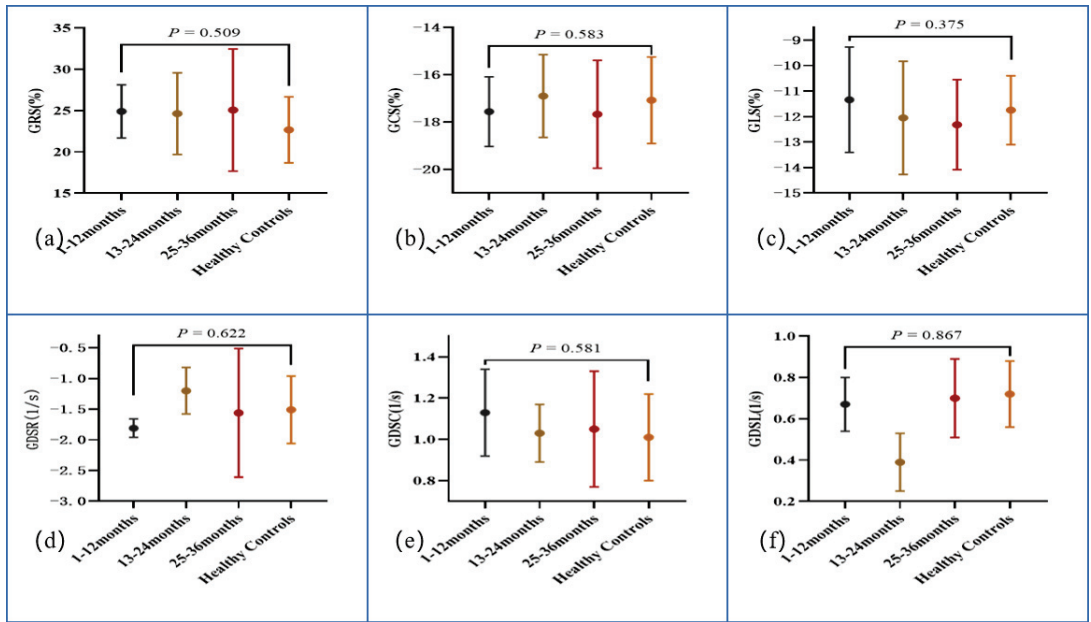 P = 0.509
GRS(%)
35
30
25
20
15
(a)
1-12months
13-24months
25-36months
Healthy Controls
P = 0.583
GCS(%)
−14
−16
−18
−20
(b)
1-12months
13-24months
25-36months
Healthy Controls
P = 0.375
GLS(%)
−9
−10
−11
−12
−13
−14
−15
(c)
1-12months
13-24months
25-36months
Healthy Controls
P = 0.622
GDSR(1/s)
−0.5
−1.0
−1.5
−2.0
−2.5
−3.0
(d)
1-12months
13-24months
25-36months
Healthy Controls
P = 0.581
GDSC(1/s)
1.4
1.2
1.0
0.8
(e)
1-12months
13-24months
25-36months
Healthy Controls
P = 0.867
GDSL(1/s)
1.0
0.8
0.6
0.4
0.2
(f)
1-12months
13-24months
25-36months
Healthy Controls